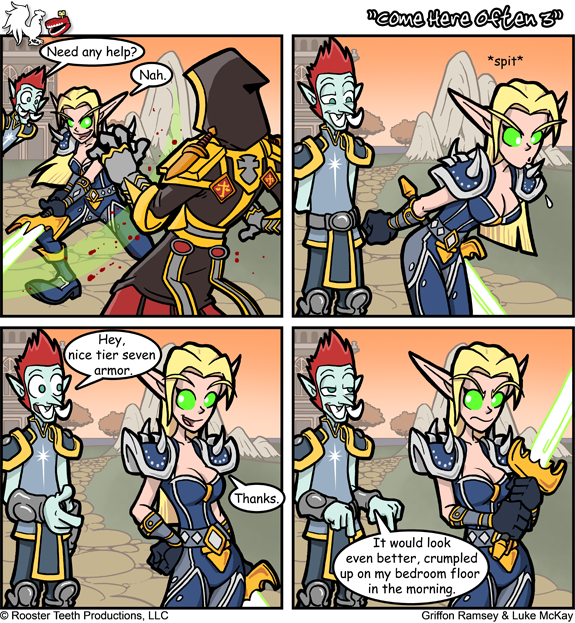 "Come Here Often 3"
Need any help?
Nah.
*spit*
Hey,
nice tier seven
armor.
Thanks.
It would look
even better, crumpled
up on my bedroom floor
in the morning.
© Rooster Teeth Productions, LLC
Griffon Ramsey & Luke McKay